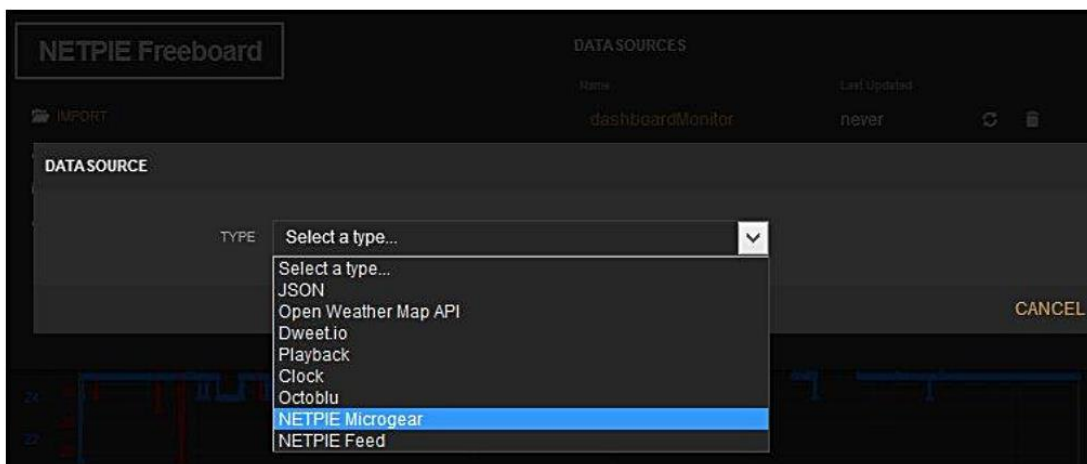 NETPIE Freeboard
DATASOURCES
Name
Last Updated
IMPORT
dashboardMonitor
never
DATASOURCE
TYPE
Select a type...
Select a type...
JSON
Open Weather Map API
Dweet.io
Playback
Clock
Octoblu
NETPIE Microgear
NETPIE Feed
CANCEL
24
22